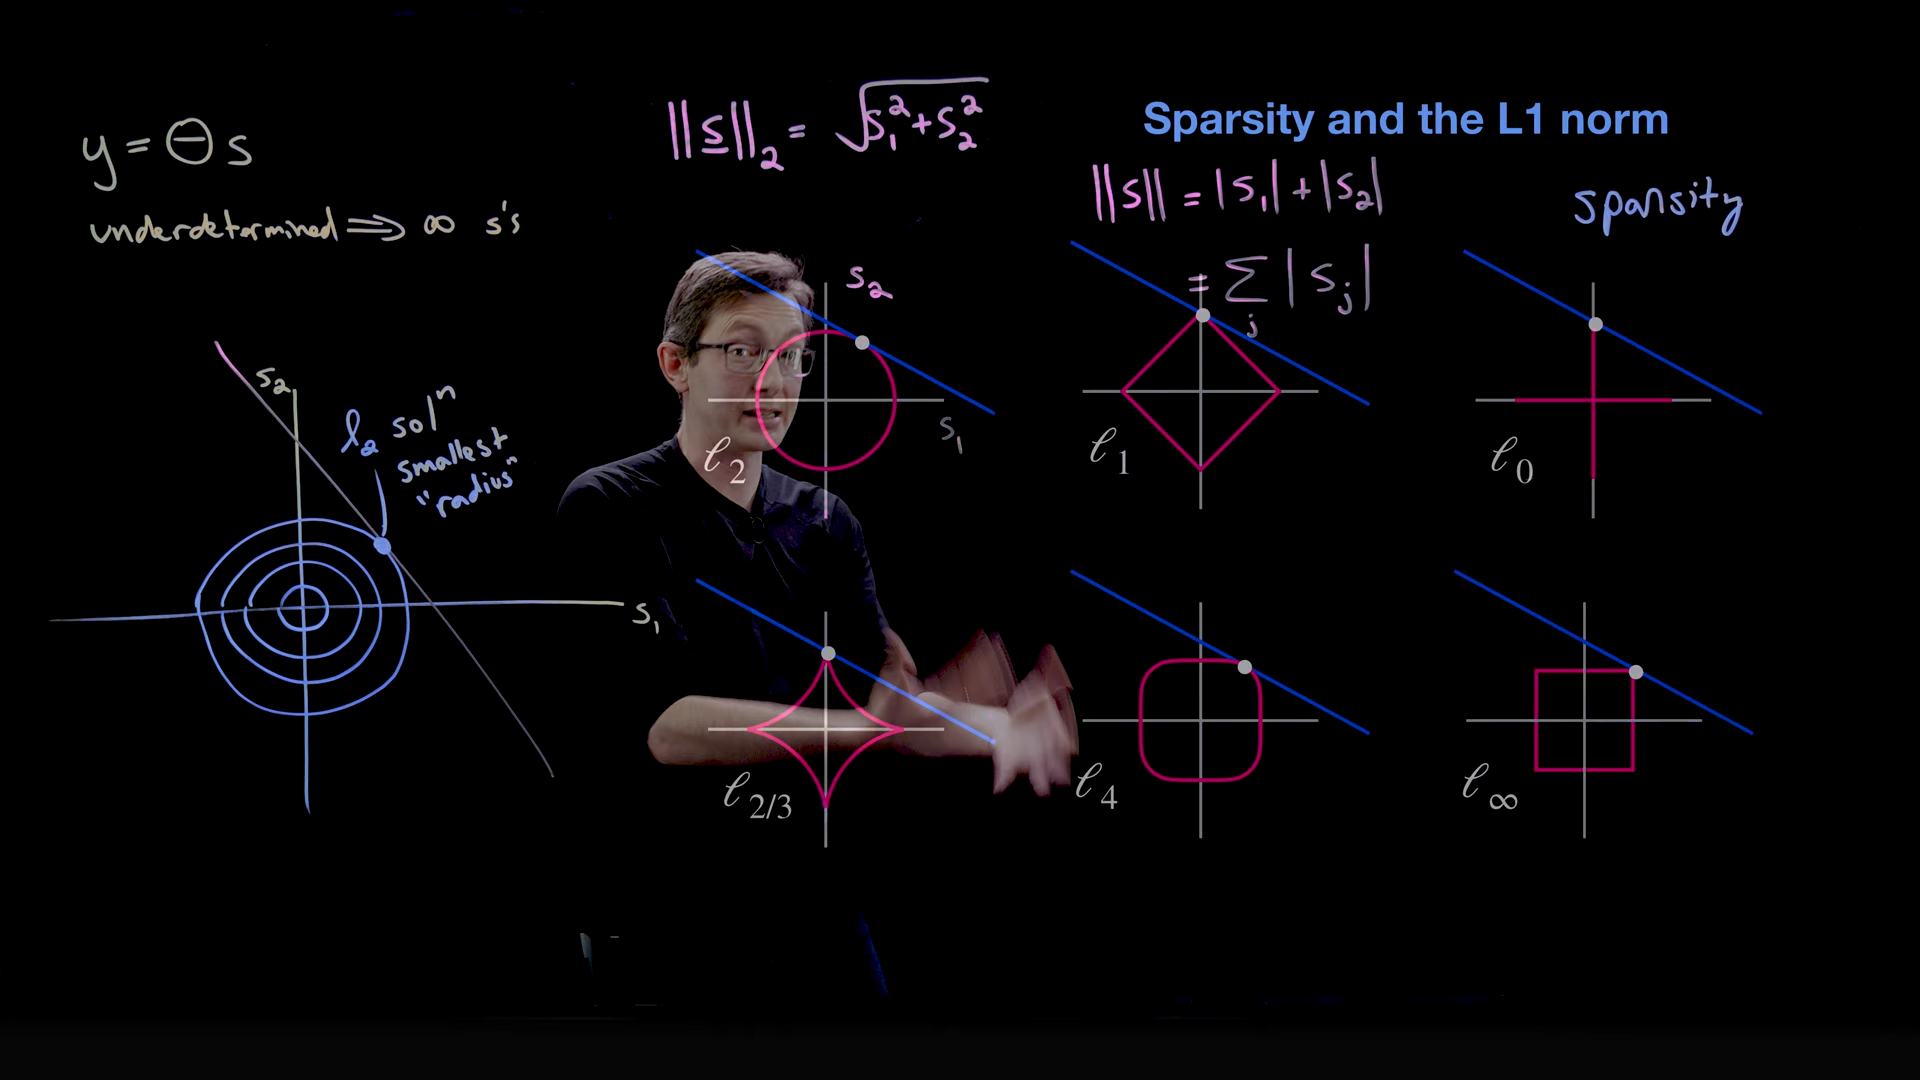 y = Θ s
underdetermined ⟹ ∞ s's
s₂
ℓ₂ solⁿ
smallest
"radius"
s₁
||s||₂ = √s₁² + s₂²
s₂
s₁
ℓ₂
Sparsity and the L1 norm
||s|| = |s₁| + |s₂|
= Σⱼ |sⱼ|
sparsity
ℓ₁
ℓ₀
ℓ₂/₃
ℓ₄
ℓ∞